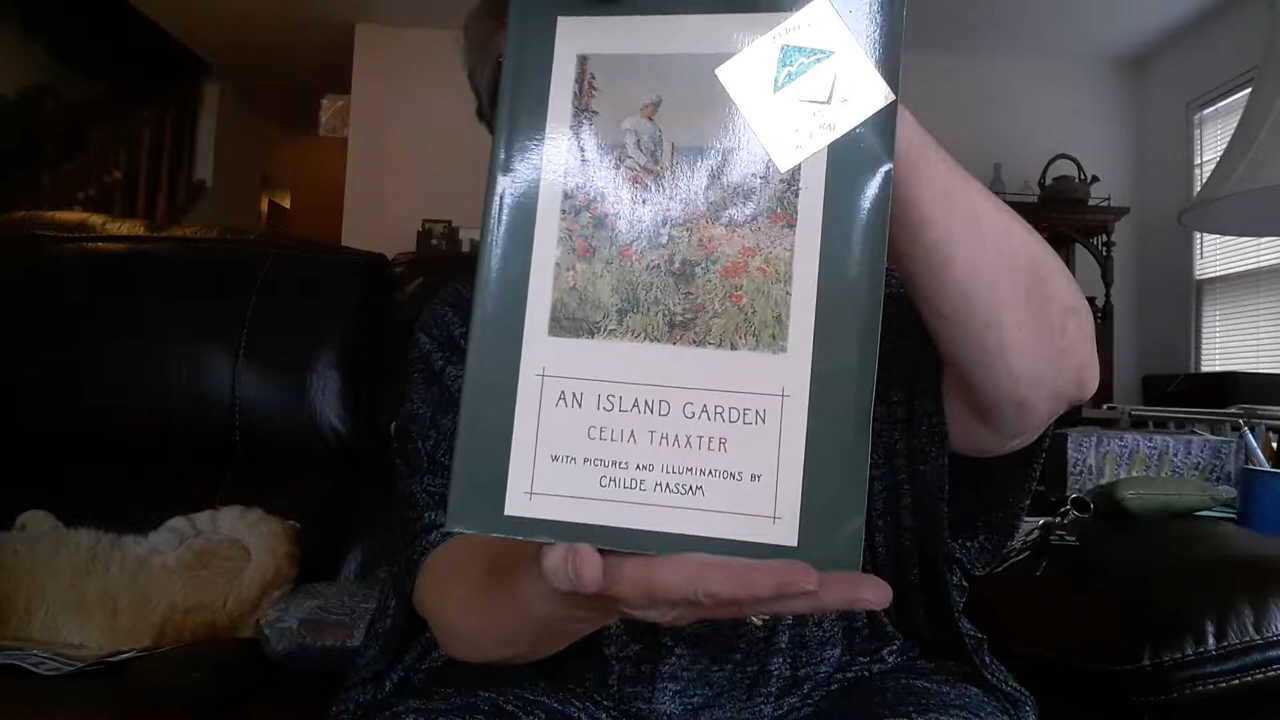 AN ISLAND GARDEN
CELIA THAXTER
WITH PICTURES AND ILLUMINATIONS BY
CHILDE HASSAM